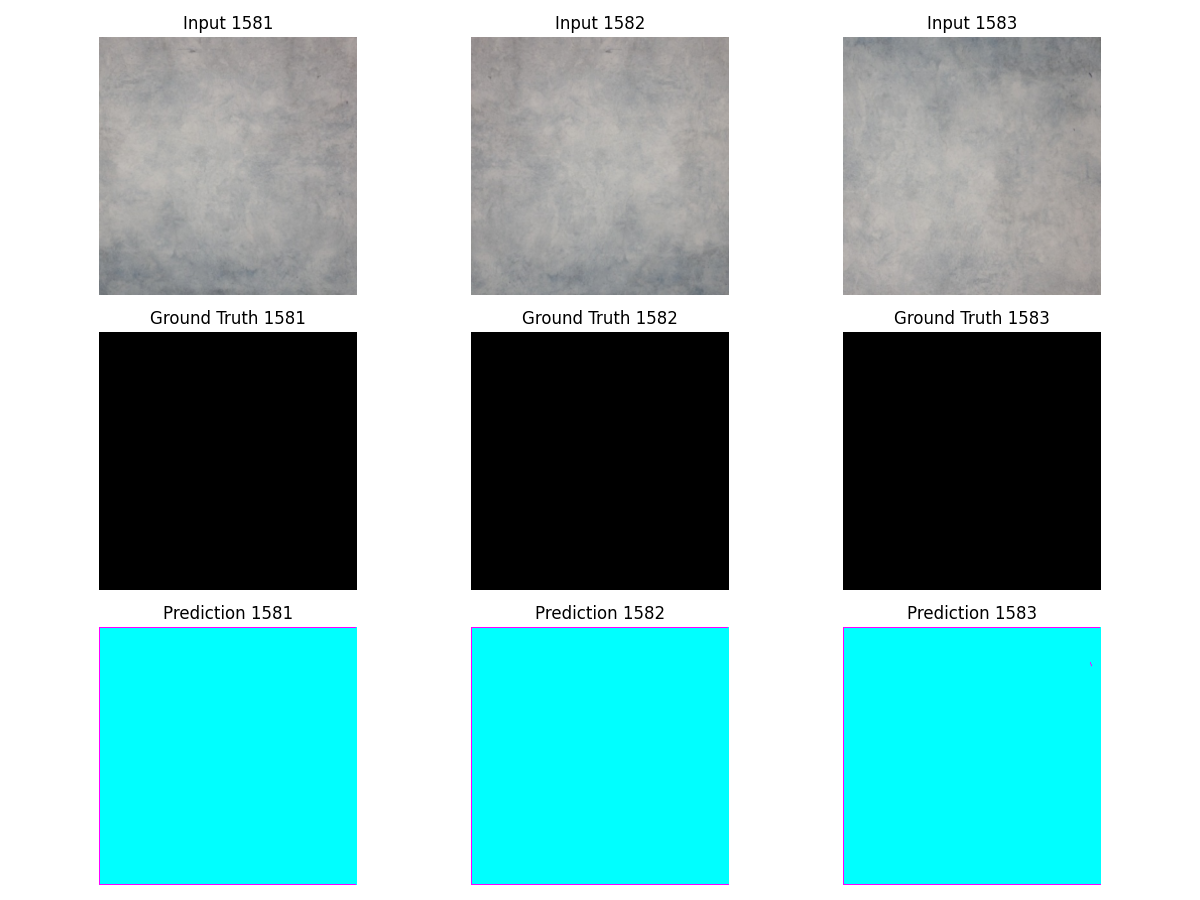 Input 1581
Input 1582
Input 1583
Ground Truth 1581
Ground Truth 1582
Ground Truth 1583
Prediction 1581
Prediction 1582
Prediction 1583